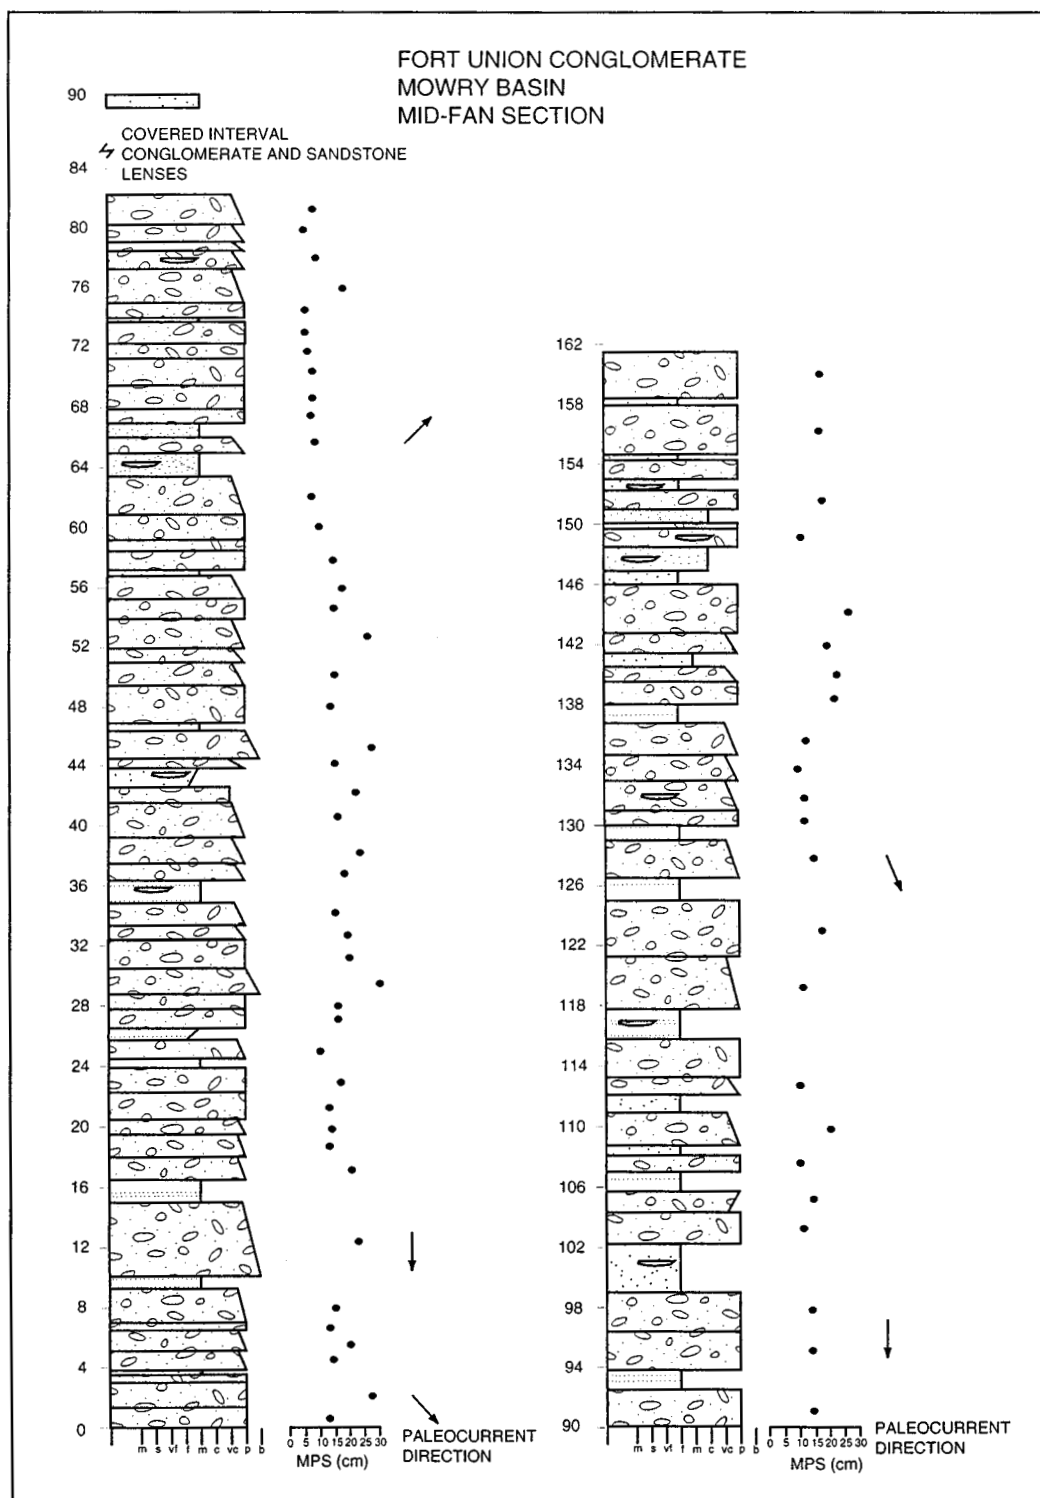 FORT UNION CONGLOMERATE
MOWRY BASIN
MID-FAN SECTION
90
COVERED INTERVAL
CONGLOMERATE AND SANDSTONE
LENSES
84
80
76
72
68
64
60
56
52
48
44
40
36
32
28
24
20
16
12
8
4
0
m s vf f m c vc p b
0 5 10 15 20 25 30
MPS (cm)
PALEOCURRENT
DIRECTION
162
158
154
150
146
142
138
134
130
126
122
118
114
110
106
102
98
94
90
m s vf f m c vc p b
0 5 10 15 20 25 30
MPS (cm)
PALEOCURRENT
DIRECTION